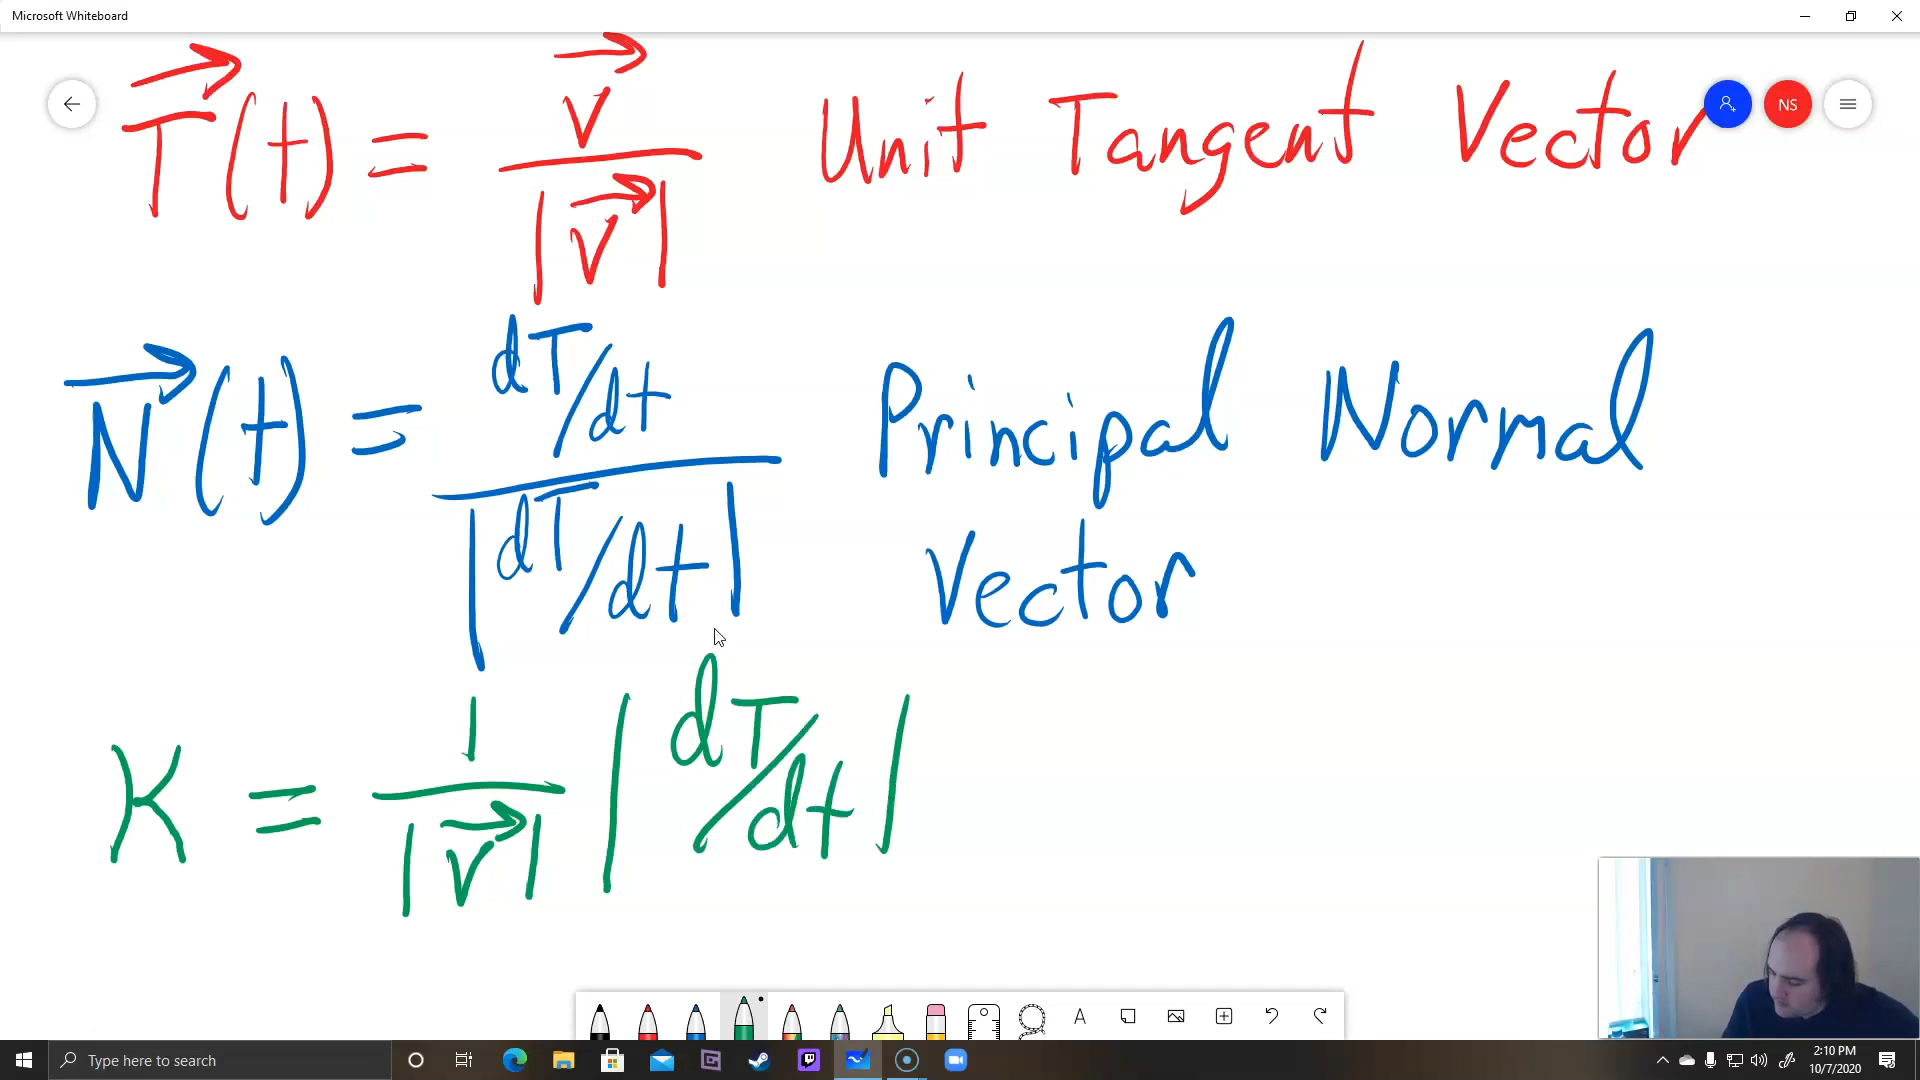 Microsoft Whiteboard
T⃗(t) = v⃗ / |v⃗| Unit Tangent Vector
NS
N⃗(t) = dT/dt / |dT/dt| Principal Normal
Vector
K = 1/|v⃗| |dT/dt|
A
Type here to search
2:10 PM
10/7/2020